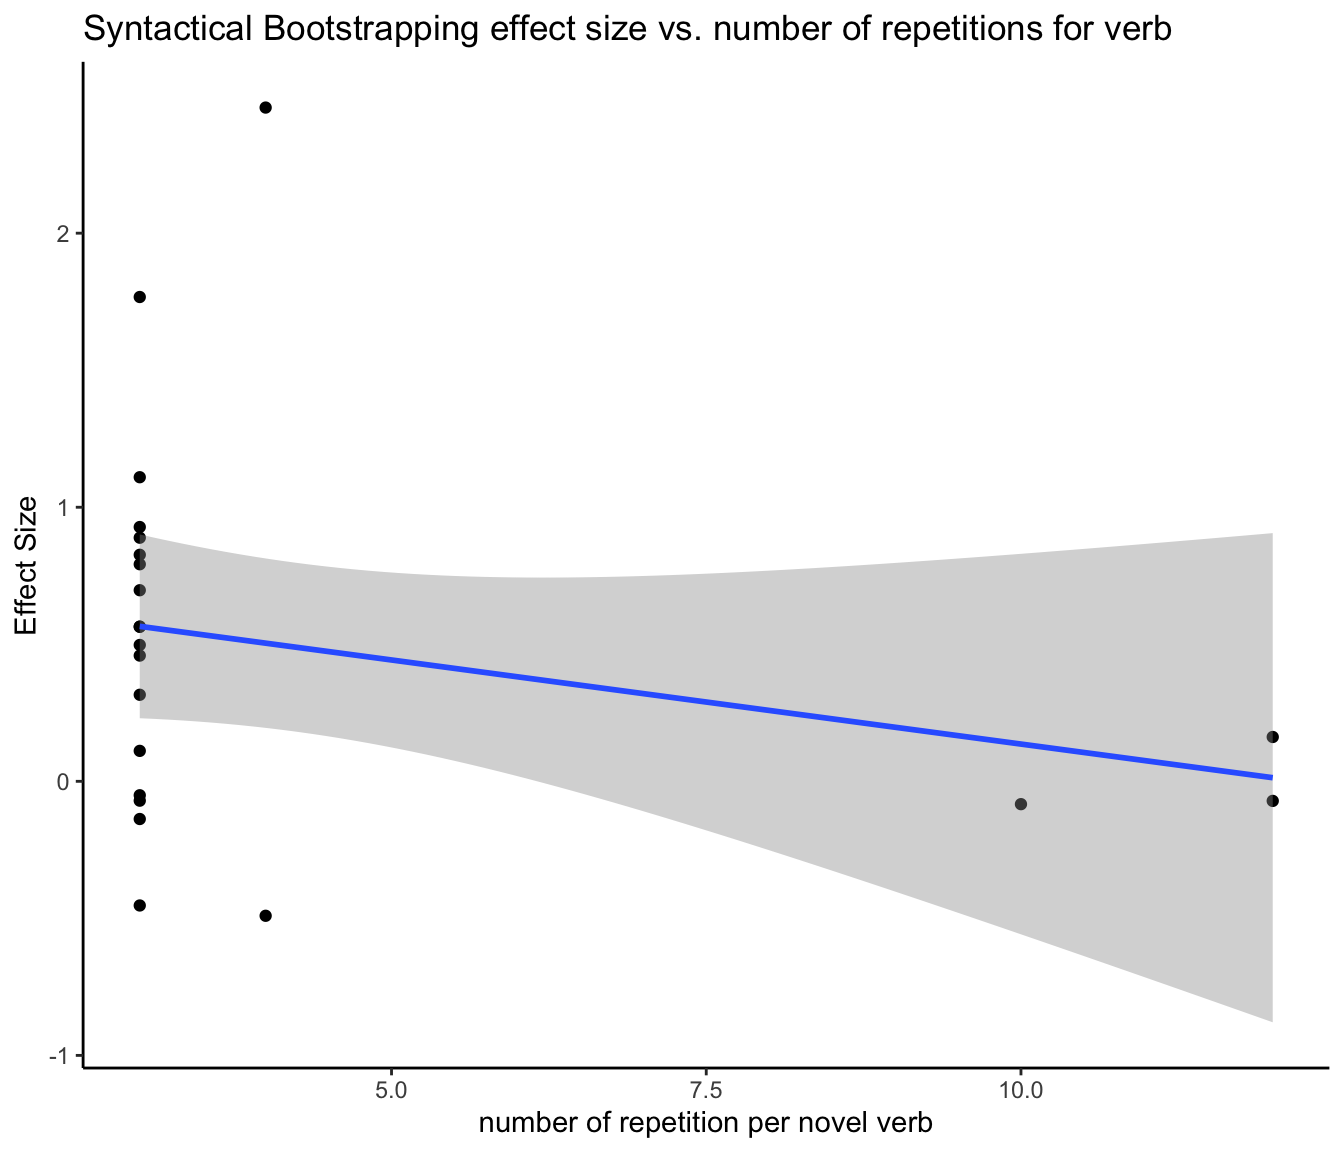 Syntactical Bootstrapping effect size vs. number of repetitions for verb
Effect Size
2
1
0
-1
5.0 7.5 10.0
number of repetition per novel verb